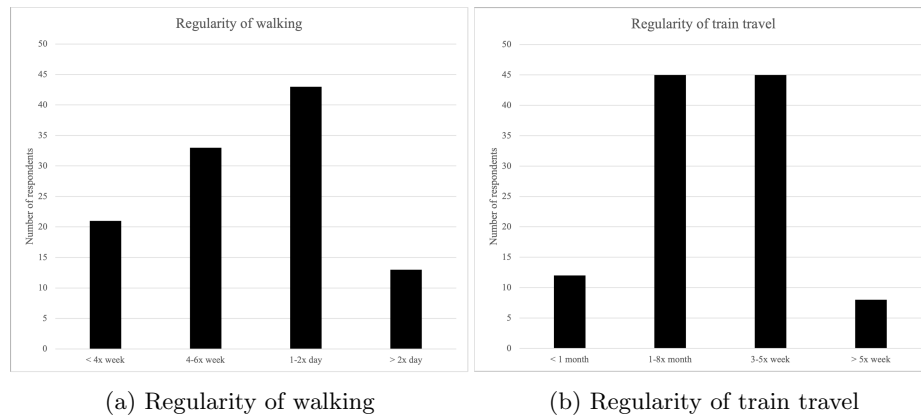 Regularity of walking
50
45
40
35
30
25
20
15
10
5
0
Number of respondents
< 4x week 4-6x week 1-2x day > 2x day
(a) Regularity of walking
Regularity of train travel
50
45
40
35
30
25
20
15
10
5
0
Number of respondents
< 1 month 1-8x month 3-5x week > 5x week
(b) Regularity of train travel